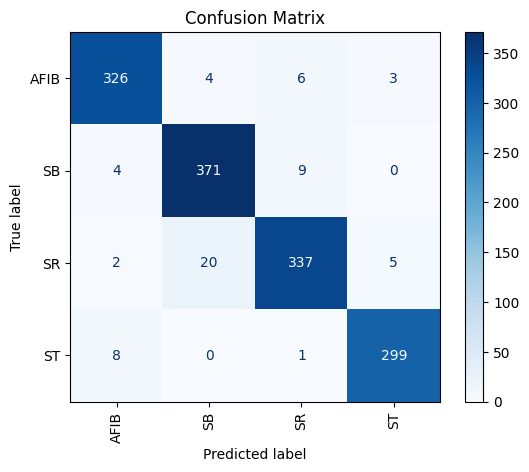 Confusion Matrix
True label
AFIB 326 4 6 3
SB 4 371 9 0
SR 2 20 337 5
ST 8 0 1 299
AFIB SB SR ST
Predicted label
350
300
250
200
150
100
50
0